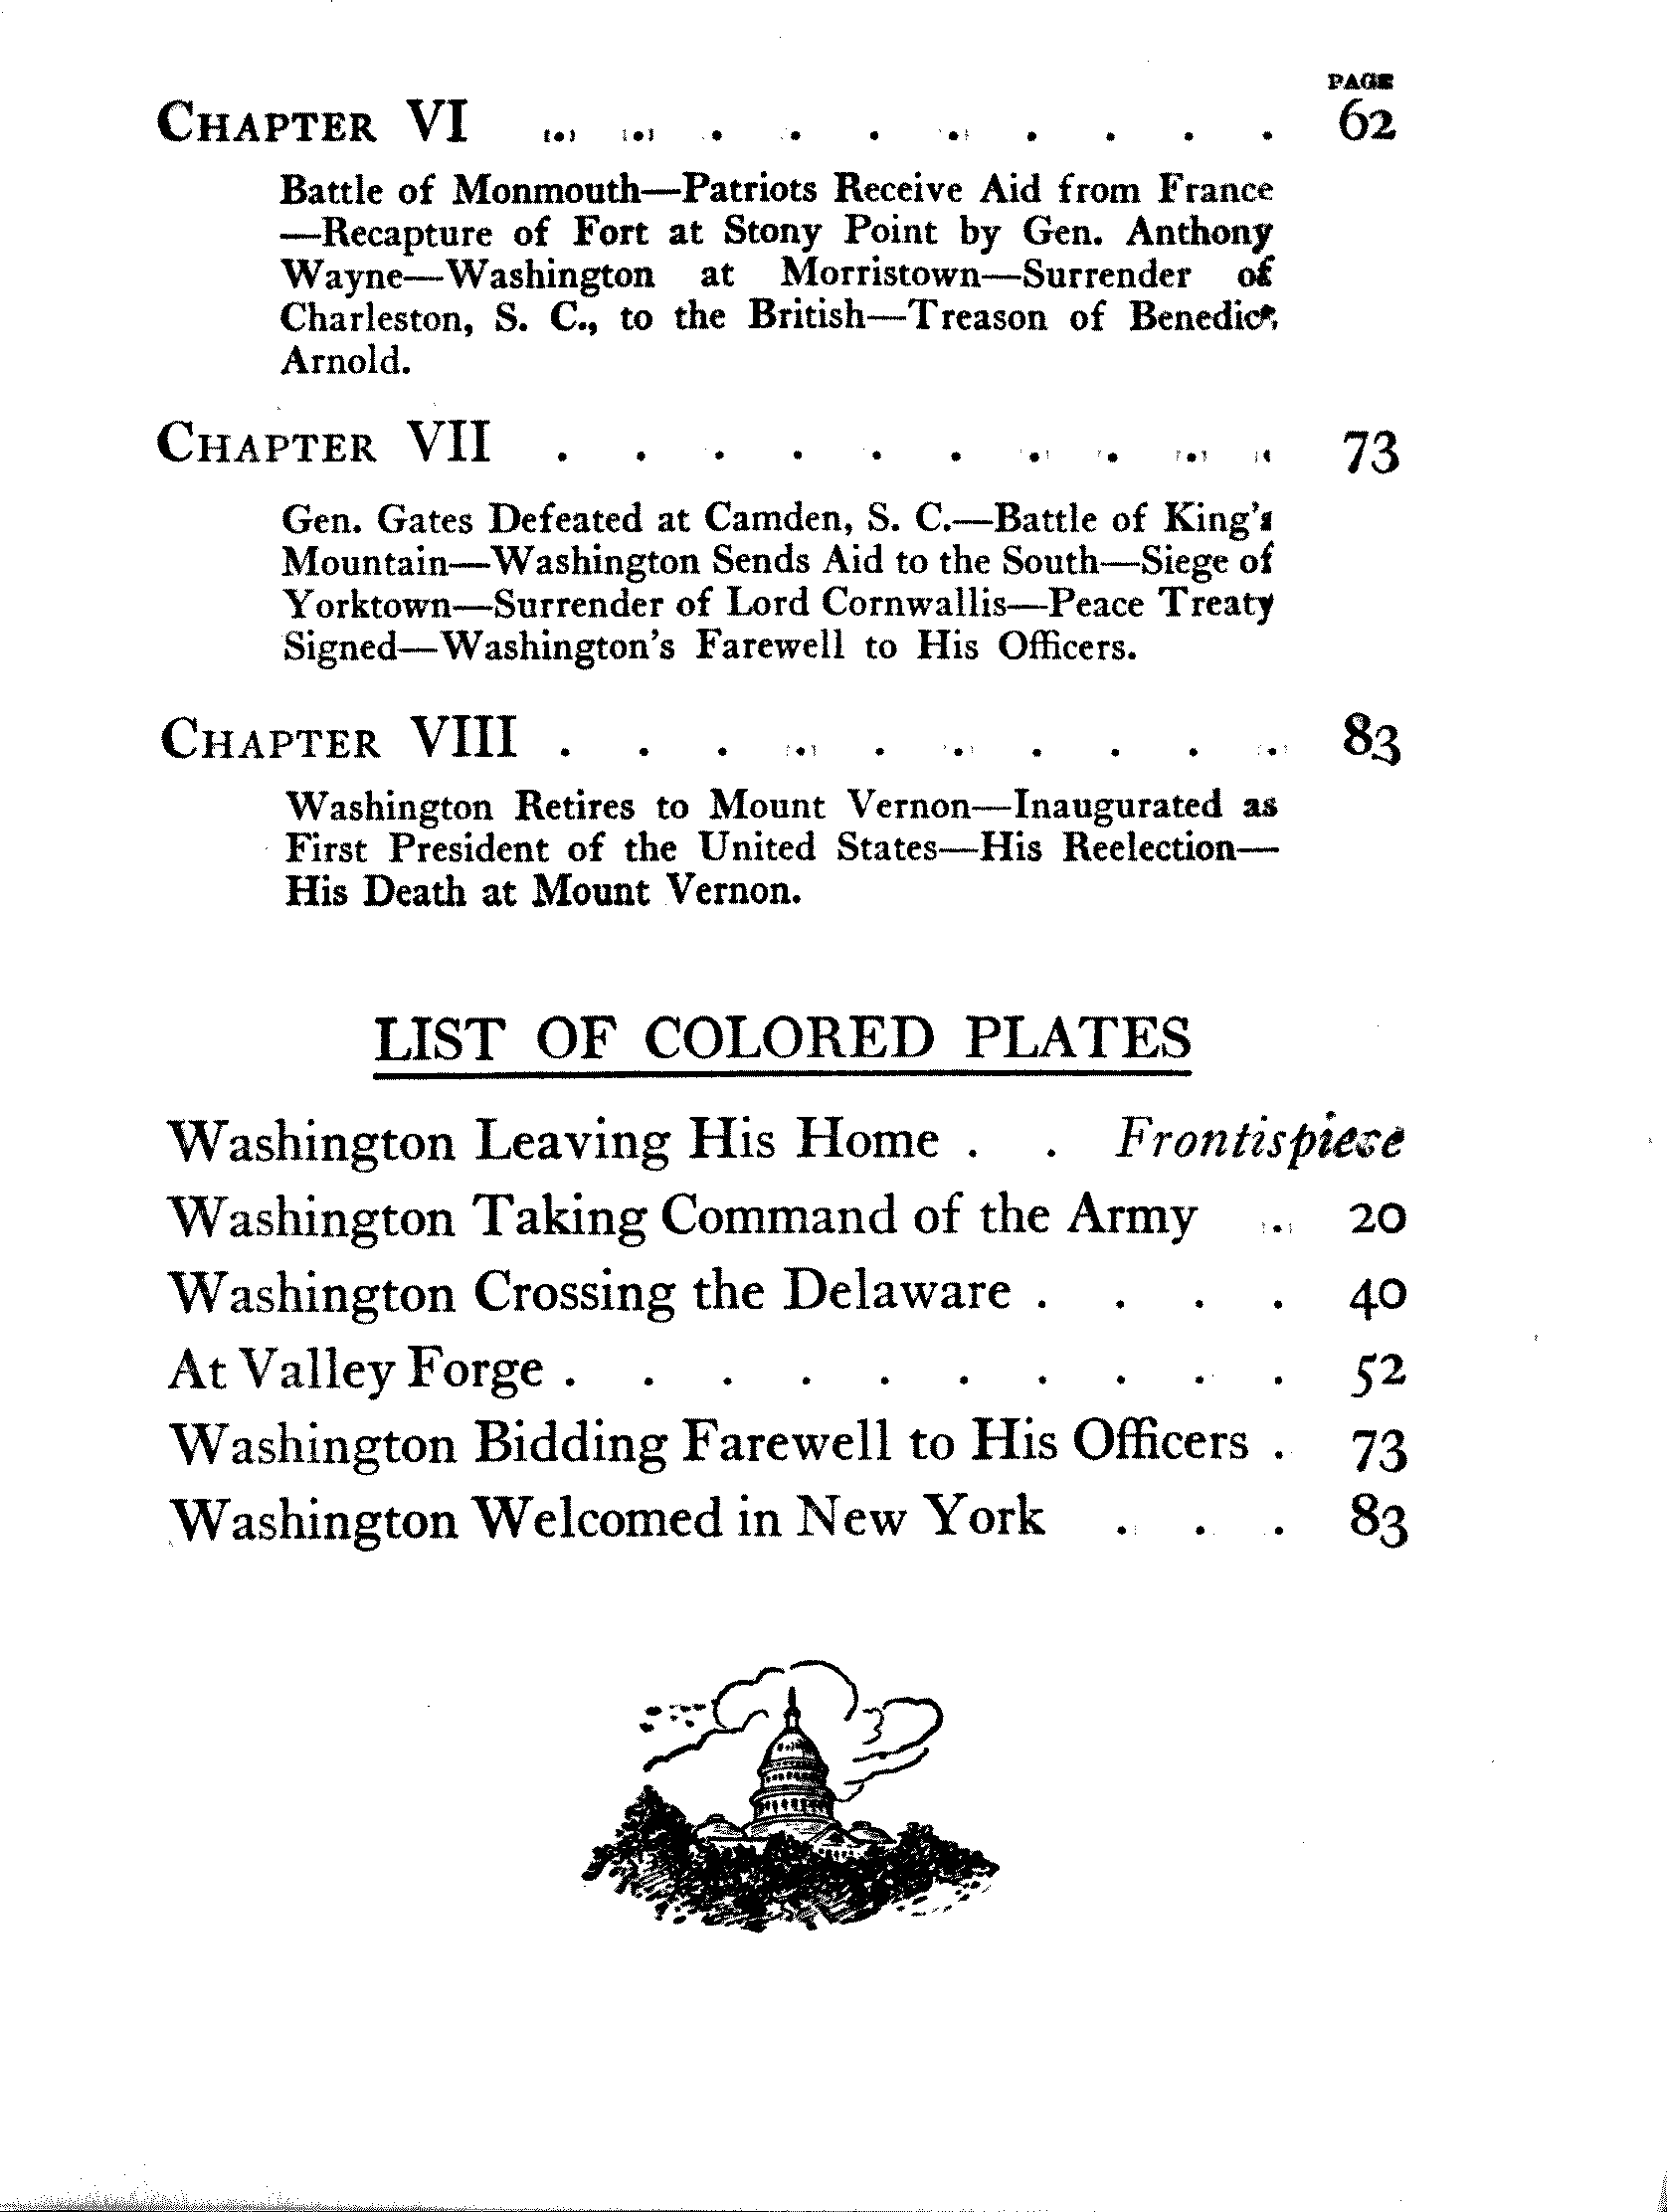 PAGE
CHAPTER VI . . . . . . . . . . 62
Battle of Monmouth—Patriots Receive Aid from France
—Recapture of Fort at Stony Point by Gen. Anthony
Wayne—Washington at Morristown—Surrender of
Charleston, S. C., to the British—Treason of Benedict
Arnold.
CHAPTER VII . . . . . . . . . . 73
Gen. Gates Defeated at Camden, S. C.—Battle of King's
Mountain—Washington Sends Aid to the South—Siege of
Yorktown—Surrender of Lord Cornwallis—Peace Treaty
Signed—Washington's Farewell to His Officers.
CHAPTER VIII . . . . . . . . . . 83
Washington Retires to Mount Vernon—Inaugurated as
First President of the United States—His Reelection—
His Death at Mount Vernon.
LIST OF COLORED PLATES
Washington Leaving His Home . . Frontispiece
Washington Taking Command of the Army . 20
Washington Crossing the Delaware . . . . 40
At Valley Forge . . . . . . . . . . 52
Washington Bidding Farewell to His Officers . 73
Washington Welcomed in New York . . . 83